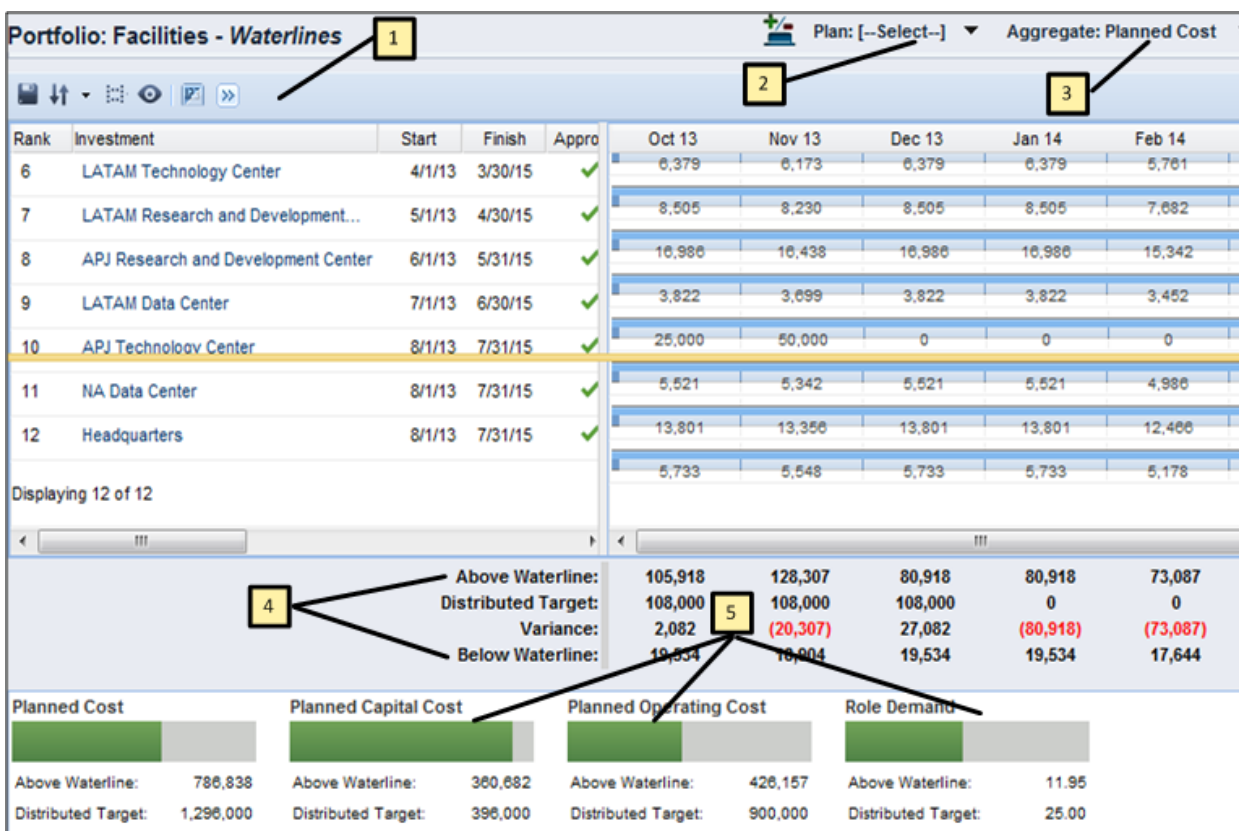 Portfolio: Facilities - Waterlines 1 Plan: [--Select--] Aggregate: Planned Cost
2 3
Rank Investment Start Finish Appro Oct 13 Nov 13 Dec 13 Jan 14 Feb 14
6,379 6,173 6,379 6,379 5,761
6 LATAM Technology Center 4/1/13 3/30/15
8,505 8,230 8,505 8,505 7,682
7 LATAM Research and Development... 5/1/13 4/30/15
16,986 16,438 16,986 16,986 15,342
8 APJ Research and Development Center 6/1/13 5/31/15
3,822 3,699 3,822 3,822 3,452
9 LATAM Data Center 7/1/13 6/30/15
25,000 50,000 0 0 0
10 APJ Technology Center 8/1/13 7/31/15
5,521 5,342 5,521 5,521 4,986
11 NA Data Center 8/1/13 7/31/15
13,801 13,356 13,801 13,801 12,466
12 Headquarters 8/1/13 7/31/15
5,733 5,548 5,733 5,733 5,178
Displaying 12 of 12
Above Waterline: 105,918 128,307 80,918 80,918 73,087
4 Distributed Target: 108,000 5 108,000 108,000 0 0
Variance: 2,082 (20,307) 27,082 (80,918) (73,087)
Below Waterline: 19,534 18,904 19,534 19,534 17,644
Planned Cost Planned Capital Cost Planned Operating Cost Role Demand
Above Waterline: 786,838 Above Waterline: 360,682 Above Waterline: 426,157 Above Waterline: 11.95
Distributed Target: 1,296,000 Distributed Target: 396,000 Distributed Target: 900,000 Distributed Target: 25.00